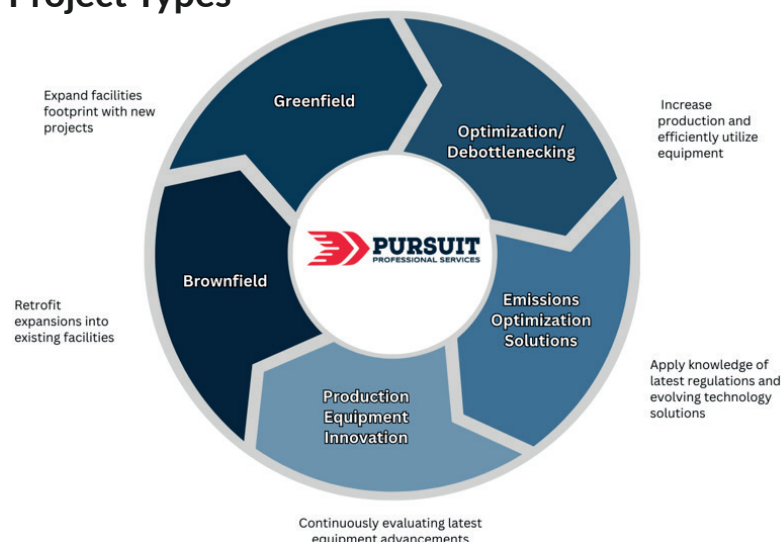 Project Types
Greenfield
Expand facilities
footprint with new
projects
Optimization/
Debottlenecking
Increase
production and
efficiently utilize
equipment
PURSUIT
PROFESSIONAL SERVICES
Brownfield
Retrofit
expansions into
existing facilities
Emissions
Optimization
Solutions
Apply knowledge of
latest regulations and
evolving technology
solutions
Production
Equipment
Innovation
Continuously evaluating latest
equipment advancements